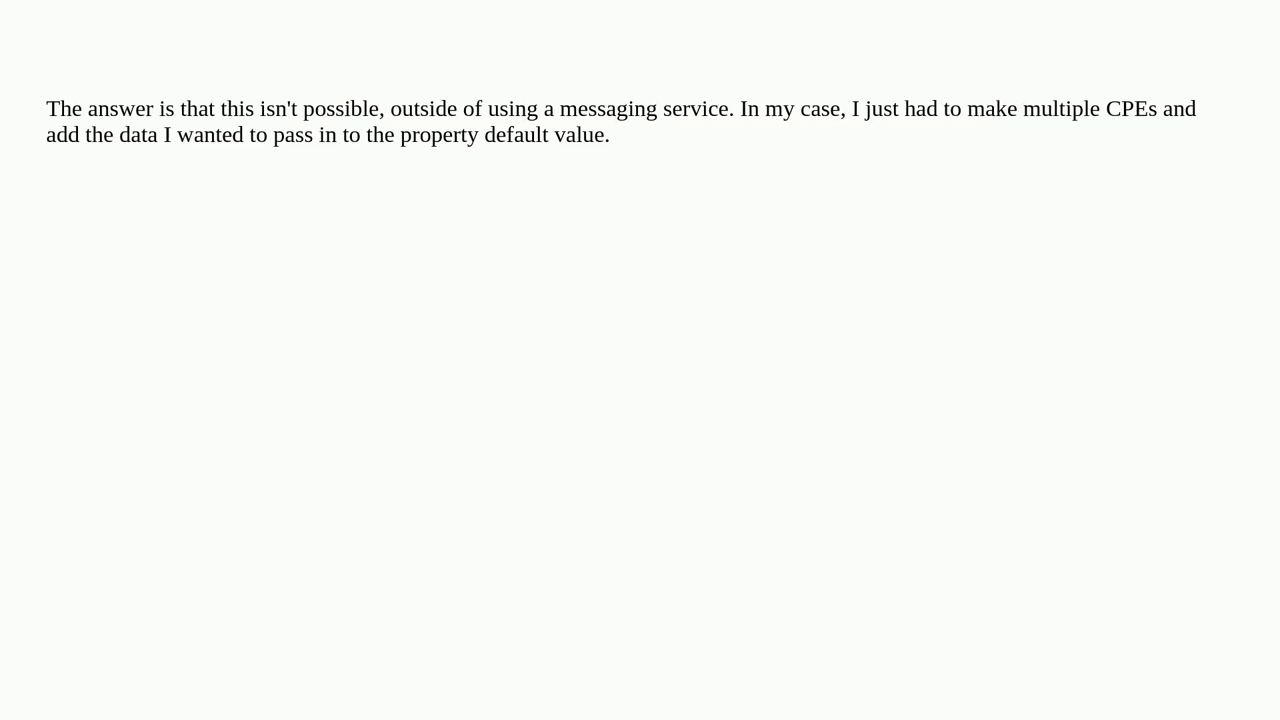 The answer is that this isn't possible, outside of using a messaging service. In my case, I just had to make multiple CPEs and
add the data I wanted to pass in to the property default value.